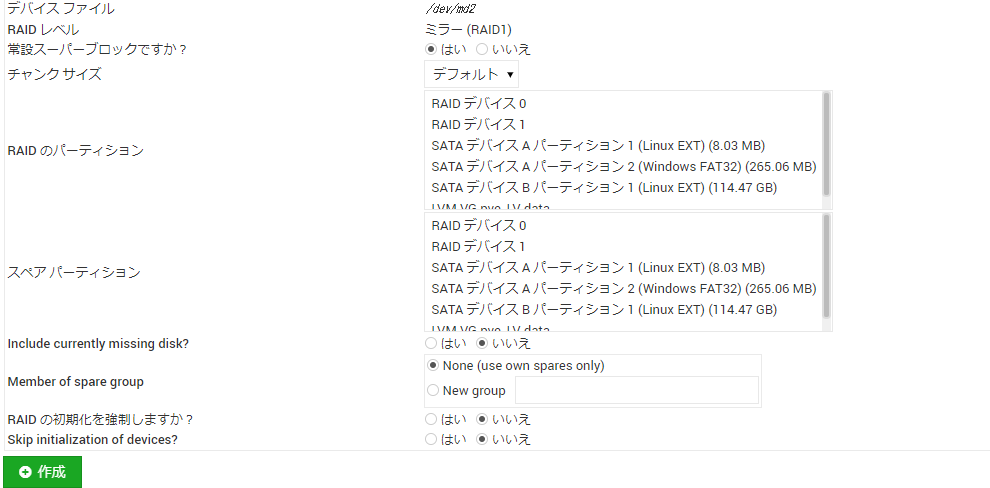 デバイス ファイル /dev/md2
RAID レベル ミラー (RAID1)
常設スーパーブロックですか？ はい いいえ
チャンク サイズ デフォルト
RAID のパーティション
RAID デバイス 0
RAID デバイス 1
SATA デバイス A パーティション 1 (Linux EXT) (8.03 MB)
SATA デバイス A パーティション 2 (Windows FAT32) (265.06 MB)
SATA デバイス B パーティション 1 (Linux EXT) (114.47 GB)
LVM VG pve, LV data
スペア パーティション
RAID デバイス 0
RAID デバイス 1
SATA デバイス A パーティション 1 (Linux EXT) (8.03 MB)
SATA デバイス A パーティション 2 (Windows FAT32) (265.06 MB)
SATA デバイス B パーティション 1 (Linux EXT) (114.47 GB)
LVM VG pve, LV data
Include currently missing disk? はい いいえ
Member of spare group
None (use own spares only)
New group
RAID の初期化を強制しますか？ はい いいえ
Skip initialization of devices? はい いいえ
作成